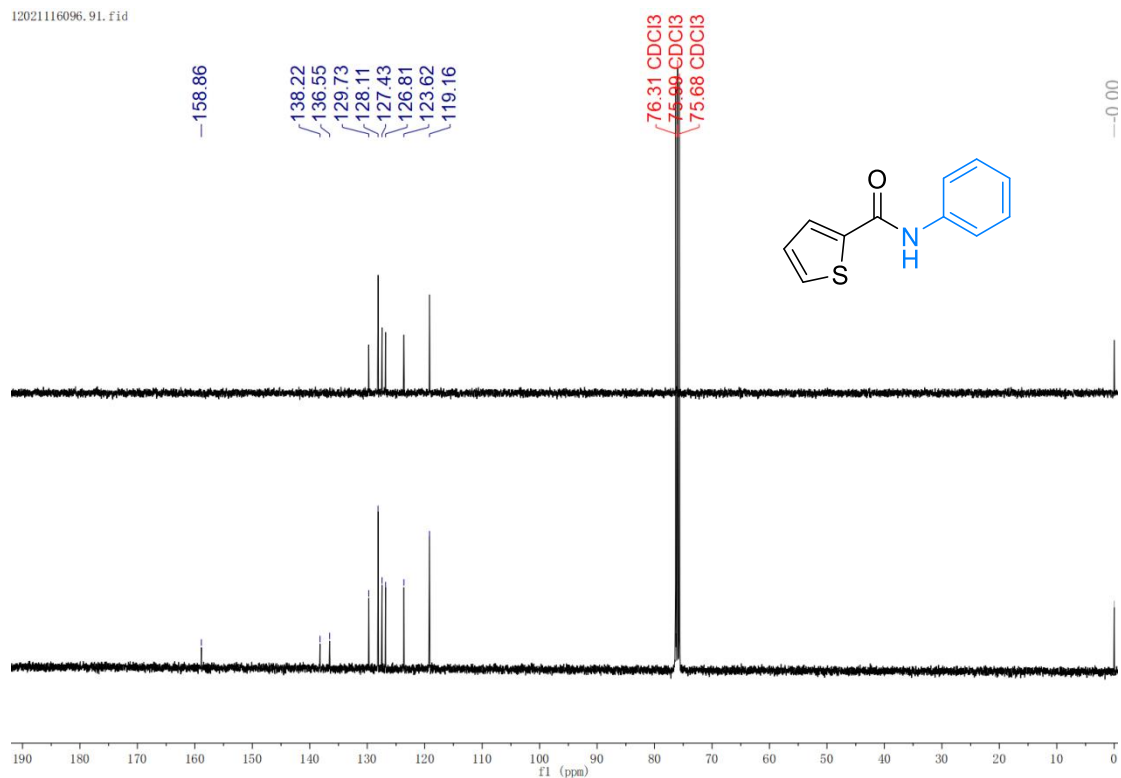 12021116096.91.fid
—158.86
138.22
136.55
129.73
128.11
127.43
126.81
123.62
119.16
76.31 CDCl3
75.99 CDCl3
75.68 CDCl3
—0.00
O
N
H
S
190 180 170 160 150 140 130 120 110 100 90 80 70 60 50 40 30 20 10 0
f1 (ppm)